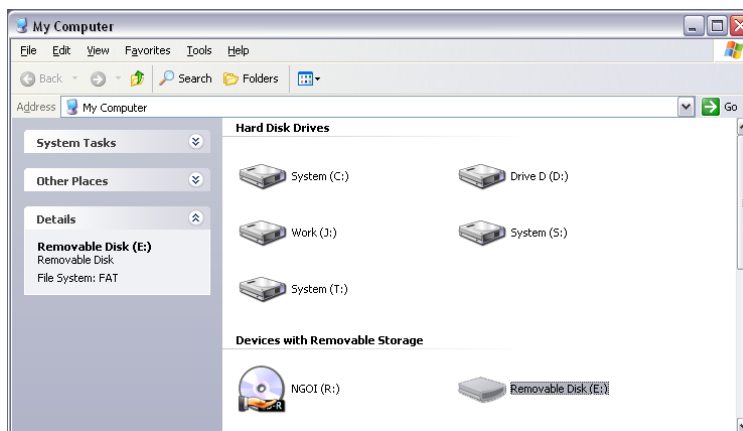 My Computer
File Edit View Favorites Tools Help
Back Search Folders
Address My Computer Go
System Tasks
Other Places
Details
Removable Disk (E:)
Removable Disk
File System: FAT
Hard Disk Drives
System (C:) Drive D (D:)
Work (J:) System (S:)
System (T:)
Devices with Removable Storage
NGOI (R:) Removable Disk (E:)